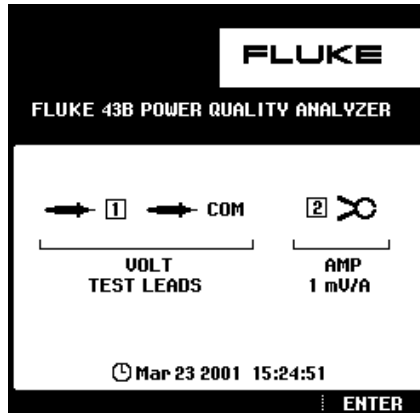 FLUKE
FLUKE 43B POWER QUALITY ANALYZER
1 COM 2
VOLT AMP
TEST LEADS 1 mV/A
Mar 23 2001 15:24:51
ENTER